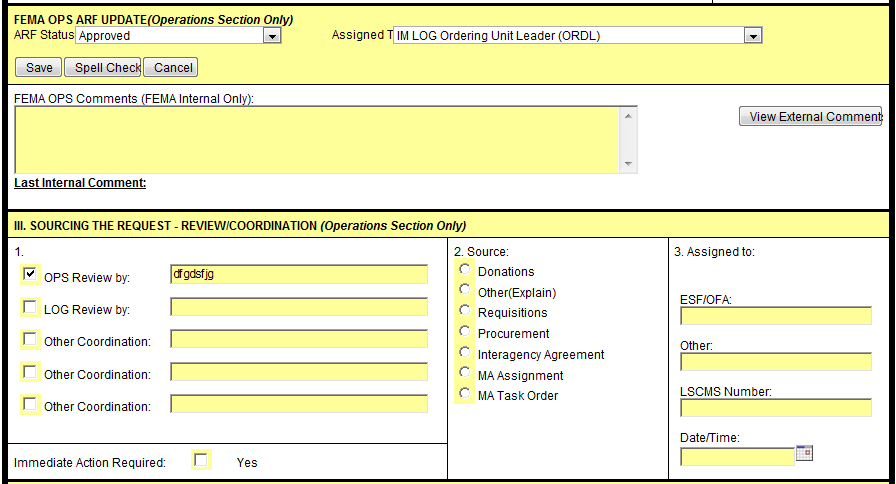 FEMA OPS ARF UPDATE(Operations Section Only)
ARF Status Approved Assigned T IM LOG Ordering Unit Leader (ORDL)
Save Spell Check Cancel
FEMA OPS Comments (FEMA Internal Only):
View External Comment
Last Internal Comment:
III. SOURCING THE REQUEST - REVIEW/COORDINATION (Operations Section Only)
1. 2. Source: 3. Assigned to:
OPS Review by: dfgdsfjg
LOG Review by:
Other Coordination:
Other Coordination:
Other Coordination:
Immediate Action Required: Yes
Donations
Other(Explain)
Requisitions
Procurement
Interagency Agreement
MA Assignment
MA Task Order
ESF/OFA:
Other:
LSCMS Number:
Date/Time: